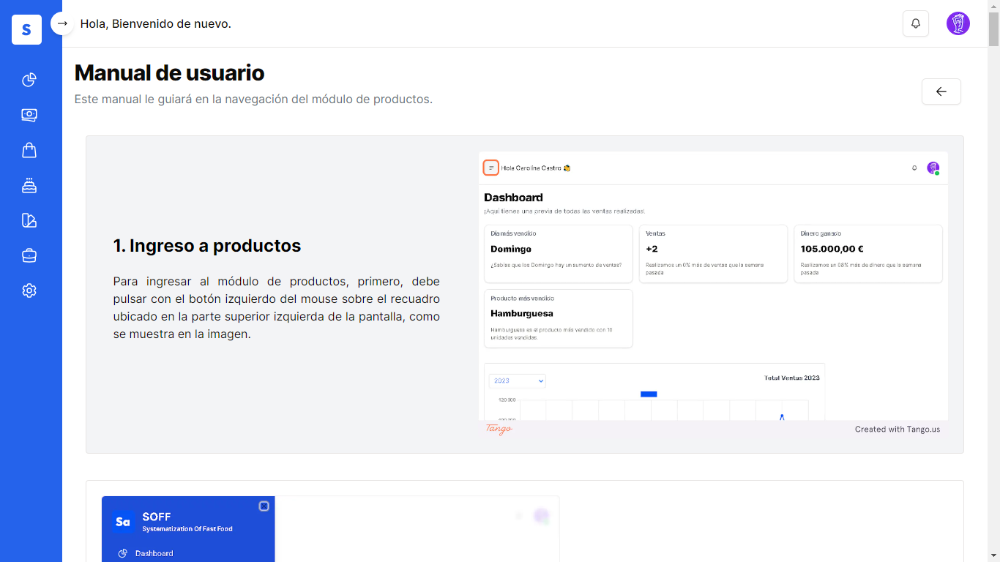 S
Hola, Bienvenido de nuevo.
Manual de usuario
Este manual le guiará en la navegación del módulo de productos.
1. Ingreso a productos
Para ingresar al módulo de productos, primero, debe
pulsar con el botón izquierdo del mouse sobre el recuadro
ubicado en la parte superior izquierda de la pantalla, como
se muestra en la imagen.
Hola Carolina Castro
Dashboard
¡Aquí tienes una previa de todas las ventas realizadas!
Día más vendido
Domingo
¿Sabías que los Domingo hay un aumento de ventas?
Ventas
+2
Realizamos un 0% más de ventas que la semana
pasada
Dinero ganado
105.000,00 €
Realizamos un 08% más de dinero que la semana
pasada
Producto más vendido
Hamburguesa
Hamburguesa es el producto más vendido con 10
unidades vendidas.
2023
Total Ventas 2023
120.000
Tango
Created with Tango.us
Sa
SOFF
Systematization Of Fast Food
Dashboard